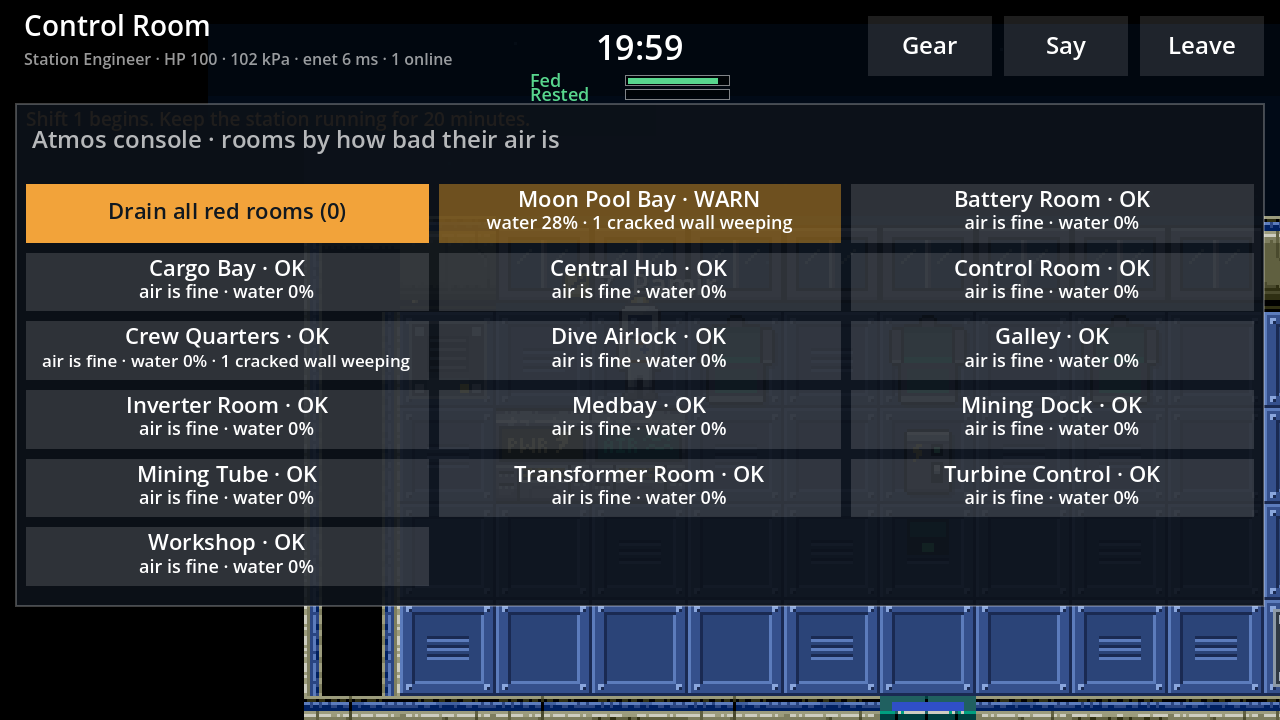 Control Room
Station Engineer · HP 100 · 102 kPa · enet 6 ms · 1 online
19:59
Fed
Rested
Gear
Say
Leave
Shift 1 begins. Keep the station running for 20 minutes.
Atmos console · rooms by how bad their air is
Drain all red rooms (0)
Moon Pool Bay · WARN
water 28% · 1 cracked wall weeping
Battery Room · OK
air is fine · water 0%
Cargo Bay · OK
air is fine · water 0%
Central Hub · OK
air is fine · water 0%
Control Room · OK
air is fine · water 0%
Crew Quarters · OK
air is fine · water 0% · 1 cracked wall weeping
Dive Airlock · OK
air is fine · water 0%
Galley · OK
air is fine · water 0%
Inverter Room · OK
air is fine · water 0%
Medbay · OK
air is fine · water 0%
Mining Dock · OK
air is fine · water 0%
PWR
Mining Tube · OK
air is fine · water 0%
Transformer Room · OK
air is fine · water 0%
Turbine Control · OK
air is fine · water 0%
Workshop · OK
air is fine · water 0%